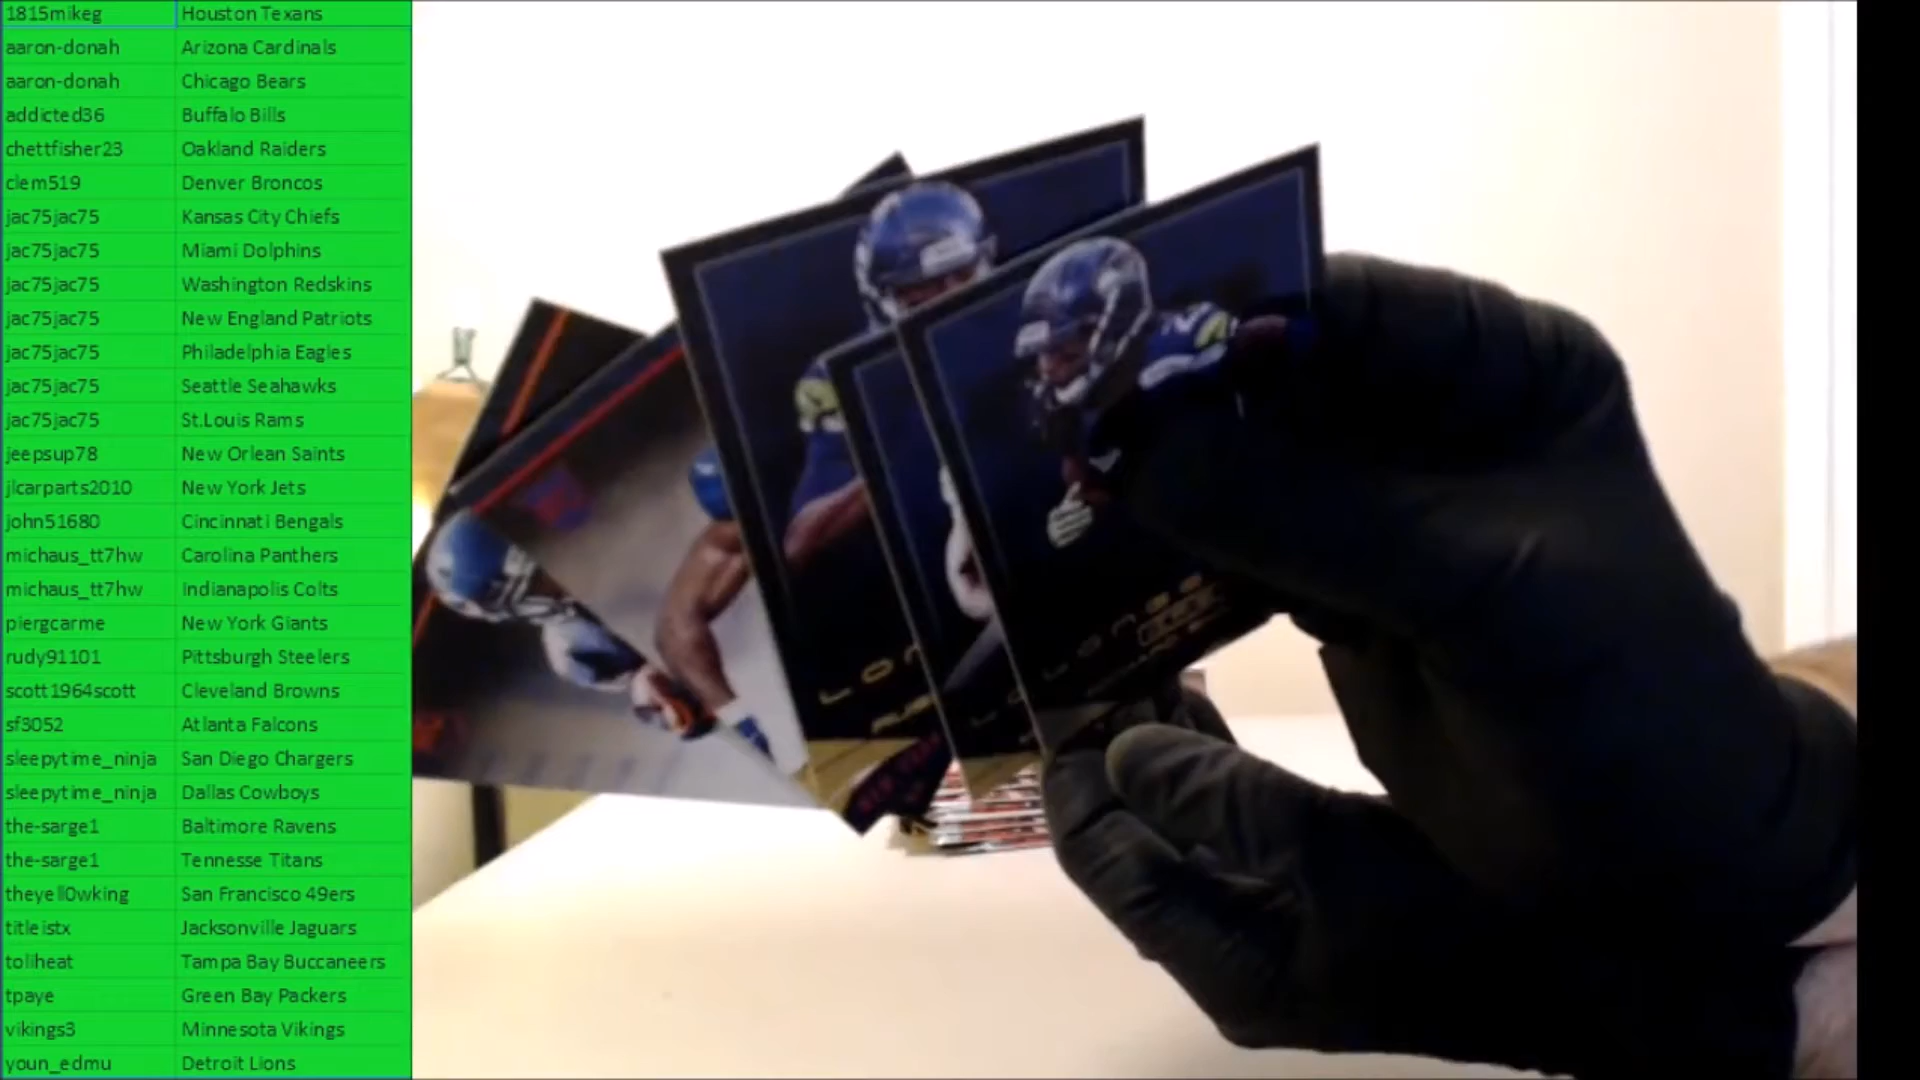 1815mikeg Houston Texans
aaron-donah Arizona Cardinals
aaron-donah Chicago Bears
addicted36 Buffalo Bills
chettfisher23 Oakland Raiders
clem519 Denver Broncos
jac75jac75 Kansas City Chiefs
jac75jac75 Miami Dolphins
jac75jac75 Washington Redskins
jac75jac75 New England Patriots
jac75jac75 Philadelphia Eagles
jac75jac75 Seattle Seahawks
jac75jac75 St.Louis Rams
jeepsup78 New Orlean Saints
jlcarparts2010 New York Jets
john51680 Cincinnati Bengals
michaus_tt7hw Carolina Panthers
michaus_tt7hw Indianapolis Colts
piergcarme New York Giants
rudy91101 Pittsburgh Steelers
scott1964scott Cleveland Browns
sf3052 Atlanta Falcons
sleepytime_ninja San Diego Chargers
sleepytime_ninja Dallas Cowboys
the-sarge1 Baltimore Ravens
the-sarge1 Tennesse Titans
theyell0wking San Francisco 49ers
titleistx Jacksonville Jaguars
toliheat Tampa Bay Buccaneers
tpaye Green Bay Packers
vikings3 Minnesota Vikings
youn_edmu Detroit Lions